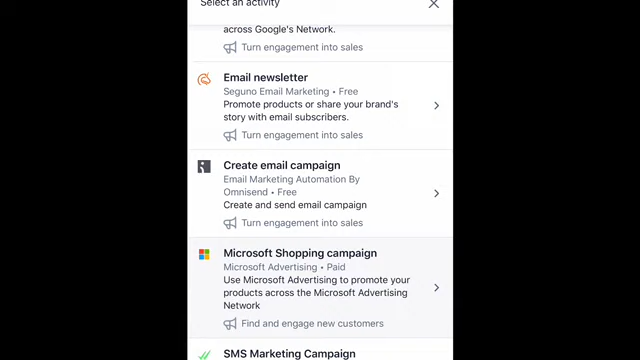 Select an activity
across Google's Network.
Turn engagement into sales
Email newsletter
Seguno Email Marketing • Free
Promote products or share your brand's
story with email subscribers.
Turn engagement into sales
Create email campaign
Email Marketing Automation By
Omnisend • Free
Create and send email campaign
Turn engagement into sales
Microsoft Shopping campaign
Microsoft Advertising • Paid
Use Microsoft Advertising to promote your
products across the Microsoft Advertising
Network
Find and engage new customers
SMS Marketing Campaign